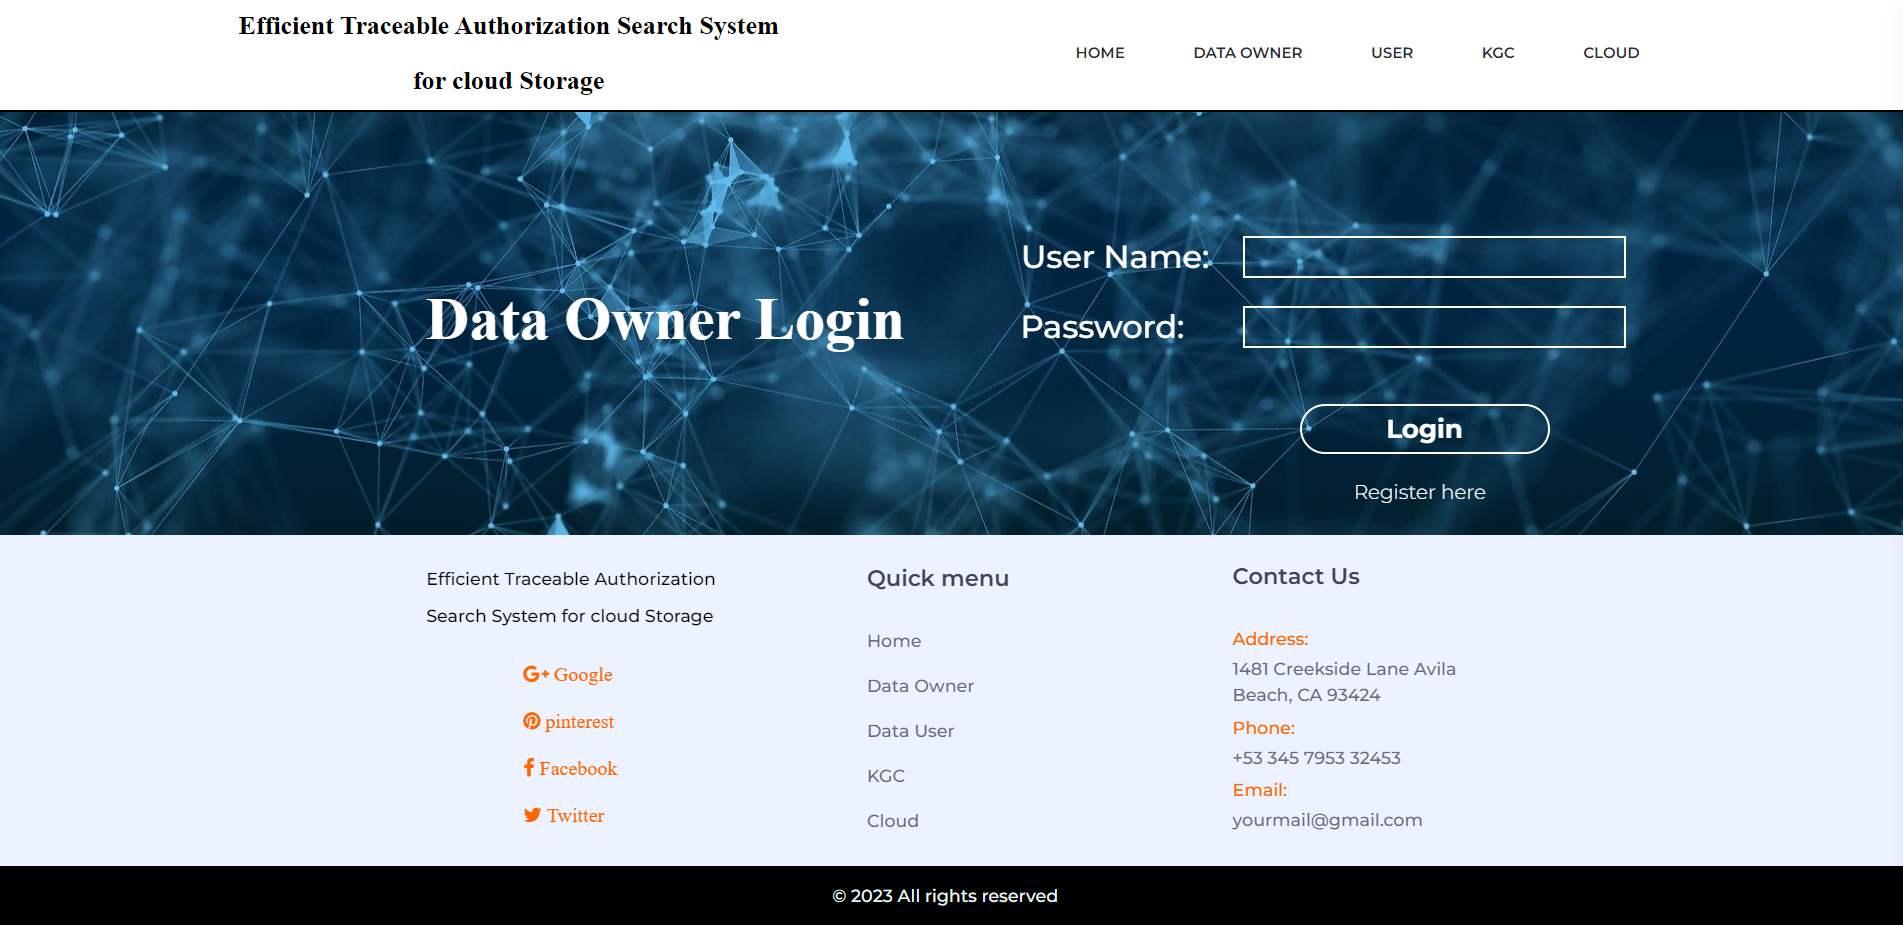 Efficient Traceable Authorization Search System
for cloud Storage
HOME
DATA OWNER
USER
KGC
CLOUD
Data Owner Login
User Name:
Password:
Login
Register here
Efficient Traceable Authorization
Search System for cloud Storage
G+ Google
pinterest
Facebook
Twitter
Quick menu
Home
Data Owner
Data User
KGC
Cloud
Contact Us
Address:
1481 Creekside Lane Avila
Beach, CA 93424
Phone:
+53 345 7953 32453
Email:
yourmail@gmail.com
© 2023 All rights reserved